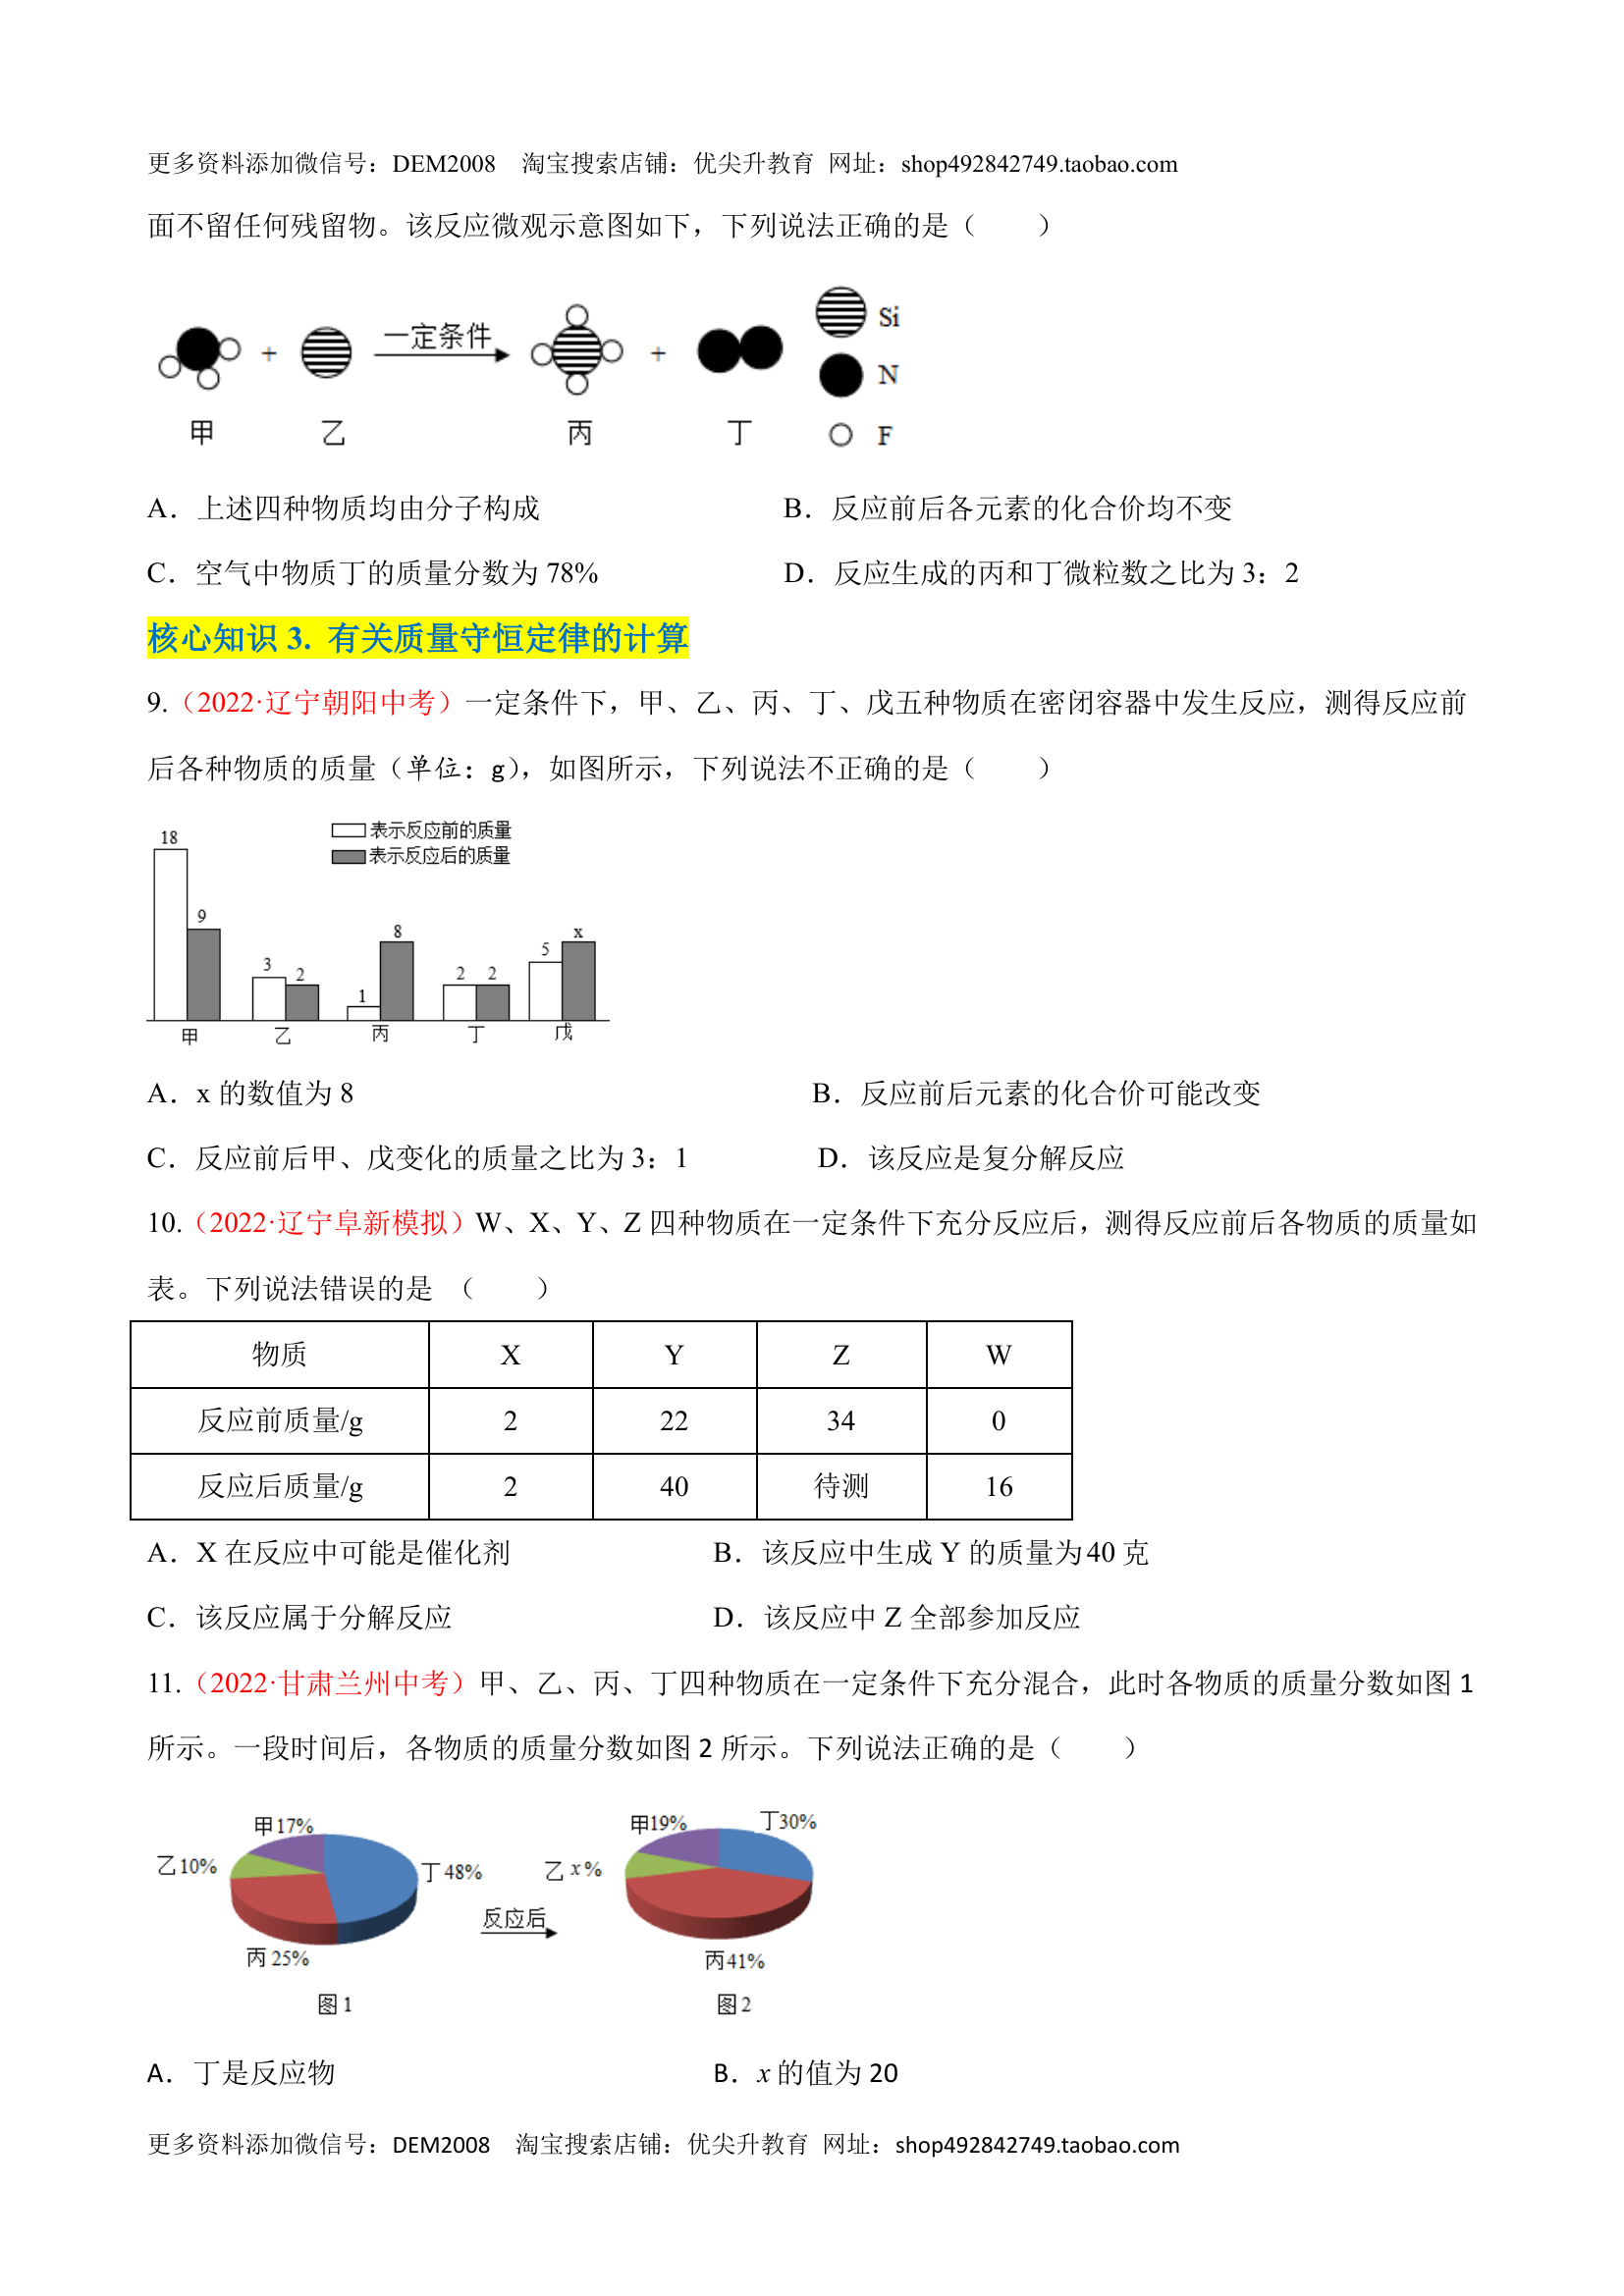 更多资料添加微信号：DEM2008 淘宝搜索店铺：优尖升教育 网址：shop492842749.taobao.com
面不留任何残留物。该反应微观示意图如下，下列说法正确的是（　　）
甲 + 乙 一定条件 丙 + 丁 Si N F
A．上述四种物质均由分子构成 B．反应前后各元素的化合价均不变
C．空气中物质丁的质量分数为 78% D．反应生成的丙和丁微粒数之比为 3：2
核心知识 3. 有关质量守恒定律的计算
9.（2022·辽宁朝阳中考）一定条件下，甲、乙、丙、丁、戊五种物质在密闭容器中发生反应，测得反应前
后各种物质的质量（单位：g），如图所示，下列说法不正确的是（　　）
表示反应前的质量
表示反应后的质量
18 9 3 2 1 8 2 2 5 x
甲 乙 丙 丁 戊
A．x 的数值为 8 B．反应前后元素的化合价可能改变
C．反应前后甲、戊变化的质量之比为 3：1 D．该反应是复分解反应
10.（2022·辽宁阜新模拟）W、X、Y、Z 四种物质在一定条件下充分反应后，测得反应前后各物质的质量如
表。下列说法错误的是 （　　）
物质 X Y Z W
反应前质量/g 2 22 34 0
反应后质量/g 2 40 待测 16
A．X 在反应中可能是催化剂 B．该反应中生成 Y 的质量为40 克
C．该反应属于分解反应 D．该反应中 Z 全部参加反应
11.（2022·甘肃兰州中考）甲、乙、丙、丁四种物质在一定条件下充分混合，此时各物质的质量分数如图 1
所示。一段时间后，各物质的质量分数如图 2 所示。下列说法正确的是（　　）
甲17% 乙10% 丁48% 丙 25% 图 1
反应后
甲19% 丁30% 乙 x % 丙41% 图 2
A．丁是反应物 B．x 的值为 20
更多资料添加微信号：DEM2008 淘宝搜索店铺：优尖升教育 网址：shop492842749.taobao.com